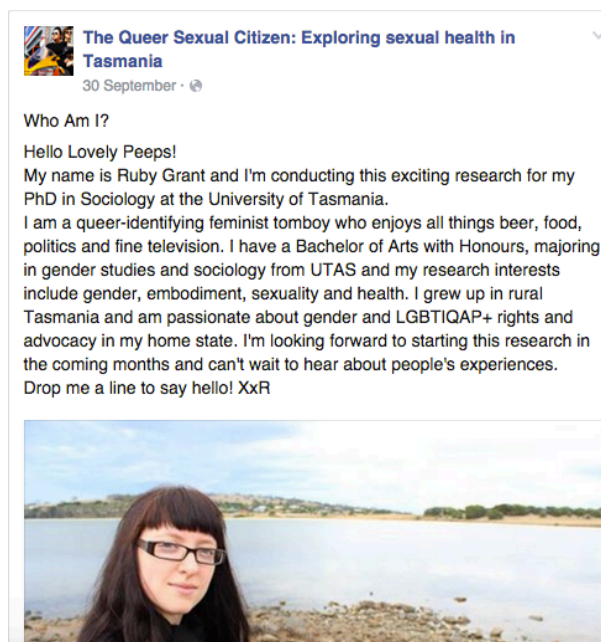 The Queer Sexual Citizen: Exploring sexual health in
Tasmania
30 September ·
Who Am I?
Hello Lovely Peeps!
My name is Ruby Grant and I'm conducting this exciting research for my
PhD in Sociology at the University of Tasmania.
I am a queer-identifying feminist tomboy who enjoys all things beer, food,
politics and fine television. I have a Bachelor of Arts with Honours, majoring
in gender studies and sociology from UTAS and my research interests
include gender, embodiment, sexuality and health. I grew up in rural
Tasmania and am passionate about gender and LGBTIQAP+ rights and
advocacy in my home state. I'm looking forward to starting this research in
the coming months and can't wait to hear about people's experiences.
Drop me a line to say hello! XxR